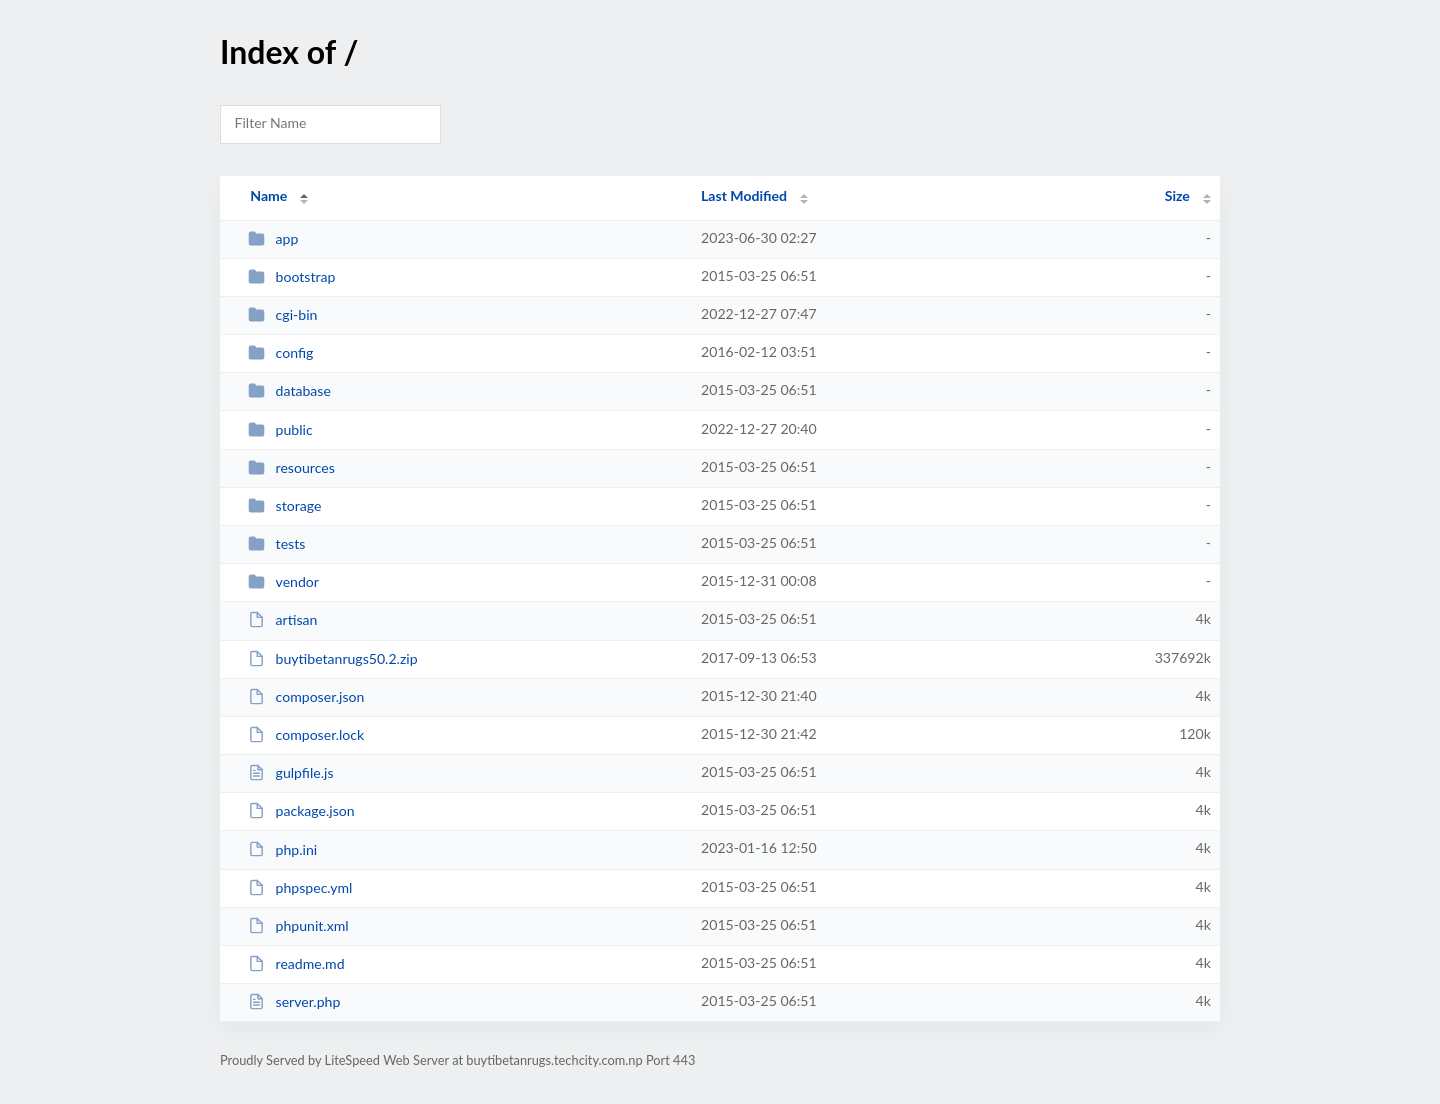 Index of /
Filter Name
Name Last Modified Size
app 2023-06-30 02:27 -
bootstrap 2015-03-25 06:51 -
cgi-bin 2022-12-27 07:47 -
config 2016-02-12 03:51 -
database 2015-03-25 06:51 -
public 2022-12-27 20:40 -
resources 2015-03-25 06:51 -
storage 2015-03-25 06:51 -
tests 2015-03-25 06:51 -
vendor 2015-12-31 00:08 -
artisan 2015-03-25 06:51 4k
buytibetanrugs50.2.zip 2017-09-13 06:53 337692k
composer.json 2015-12-30 21:40 4k
composer.lock 2015-12-30 21:42 120k
gulpfile.js 2015-03-25 06:51 4k
package.json 2015-03-25 06:51 4k
php.ini 2023-01-16 12:50 4k
phpspec.yml 2015-03-25 06:51 4k
phpunit.xml 2015-03-25 06:51 4k
readme.md 2015-03-25 06:51 4k
server.php 2015-03-25 06:51 4k
Proudly Served by LiteSpeed Web Server at buytibetanrugs.techcity.com.np Port 443